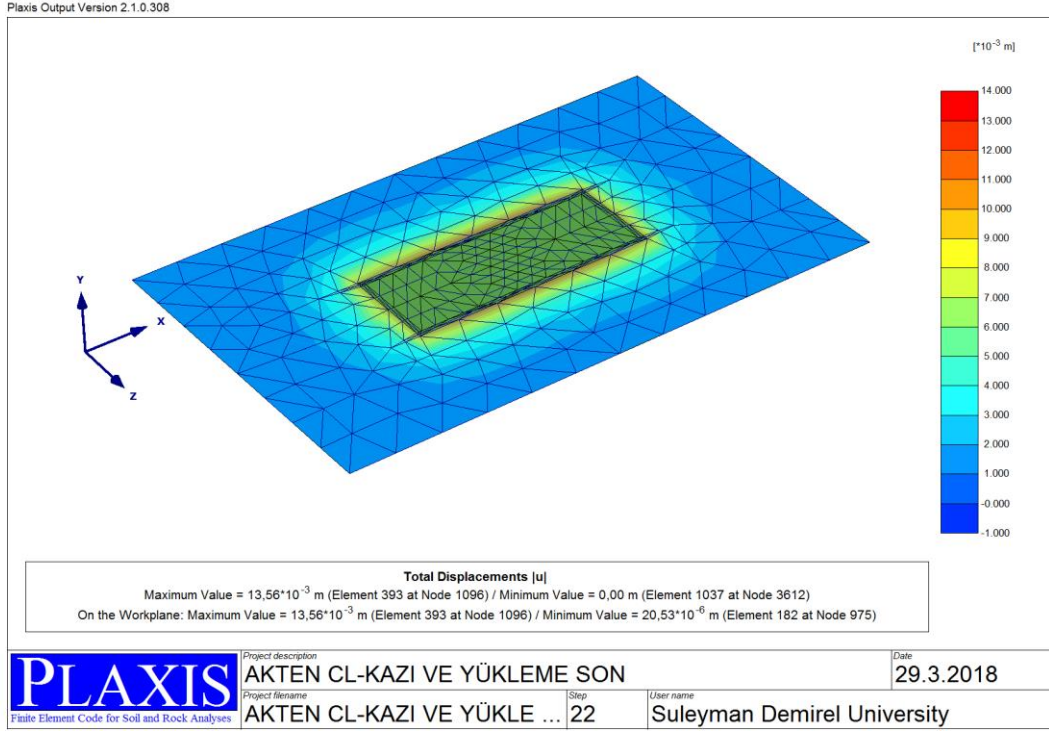 Plaxis Output Version 2.1.0.308
[*10-3 m]
14.000
13.000
12.000
11.000
10.000
9.000
8.000
7.000
6.000
5.000
4.000
3.000
2.000
1.000
-0.000
-1.000
Y
X
Z
Total Displacements |u|
Maximum Value = 13,56*10-3 m (Element 393 at Node 1096) / Minimum Value = 0,00 m (Element 1037 at Node 3612)
On the Workplane: Maximum Value = 13,56*10-3 m (Element 393 at Node 1096) / Minimum Value = 20,53*10-6 m (Element 182 at Node 975)
PLAXIS
Finite Element Code for Soil and Rock Analyses
Project description
AKTEN CL-KAZI VE YÜKLEME SON
Date
29.3.2018
Project filename
AKTEN CL-KAZI VE YÜKLE ...
Step
22
User name
Suleyman Demirel University